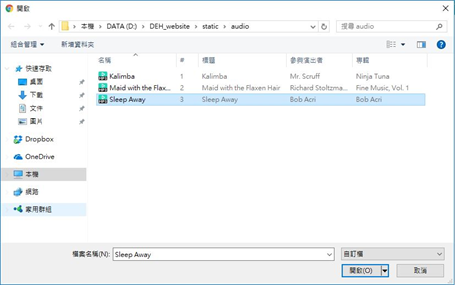 開啟
本機 > DATA (D:) > DEH_website > static > audio
搜尋 audio
組合管理 新增資料夾
名稱 # 標題 參與演出者 專輯
Kalimba 1 Kalimba Mr. Scruff Ninja Tuna
Maid with the Flax... 2 Maid with the Flaxen Hair Richard Stoltzma... Fine Music, Vol. 1
Sleep Away 3 Sleep Away Bob Acri Bob Acri
快速存取
桌面
下載
文件
圖片
Dropbox
OneDrive
本機
網路
家用群組
檔案名稱(N): Sleep Away
自訂檔
開啟(O) 取消